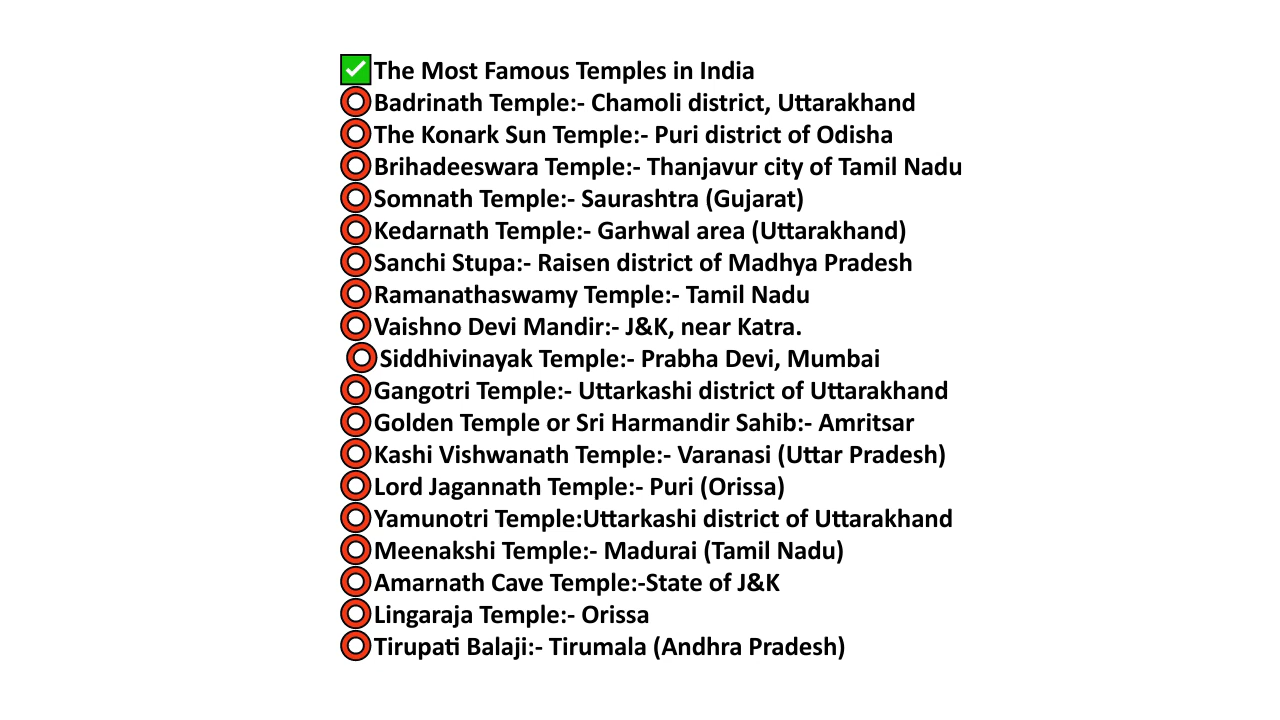 ✅The Most Famous Temples in India
⭕Badrinath Temple:- Chamoli district, Uttarakhand
⭕The Konark Sun Temple:- Puri district of Odisha
⭕Brihadeeswara Temple:- Thanjavur city of Tamil Nadu
⭕Somnath Temple:- Saurashtra (Gujarat)
⭕Kedarnath Temple:- Garhwal area (Uttarakhand)
⭕Sanchi Stupa:- Raisen district of Madhya Pradesh
⭕Ramanathaswamy Temple:- Tamil Nadu
⭕Vaishno Devi Mandir:- J&K, near Katra.
⭕Siddhivinayak Temple:- Prabha Devi, Mumbai
⭕Gangotri Temple:- Uttarkashi district of Uttarakhand
⭕Golden Temple or Sri Harmandir Sahib:- Amritsar
⭕Kashi Vishwanath Temple:- Varanasi (Uttar Pradesh)
⭕Lord Jagannath Temple:- Puri (Orissa)
⭕Yamunotri Temple:Uttarkashi district of Uttarakhand
⭕Meenakshi Temple:- Madurai (Tamil Nadu)
⭕Amarnath Cave Temple:-State of J&K
⭕Lingaraja Temple:- Orissa
⭕Tirupati Balaji:- Tirumala (Andhra Pradesh)